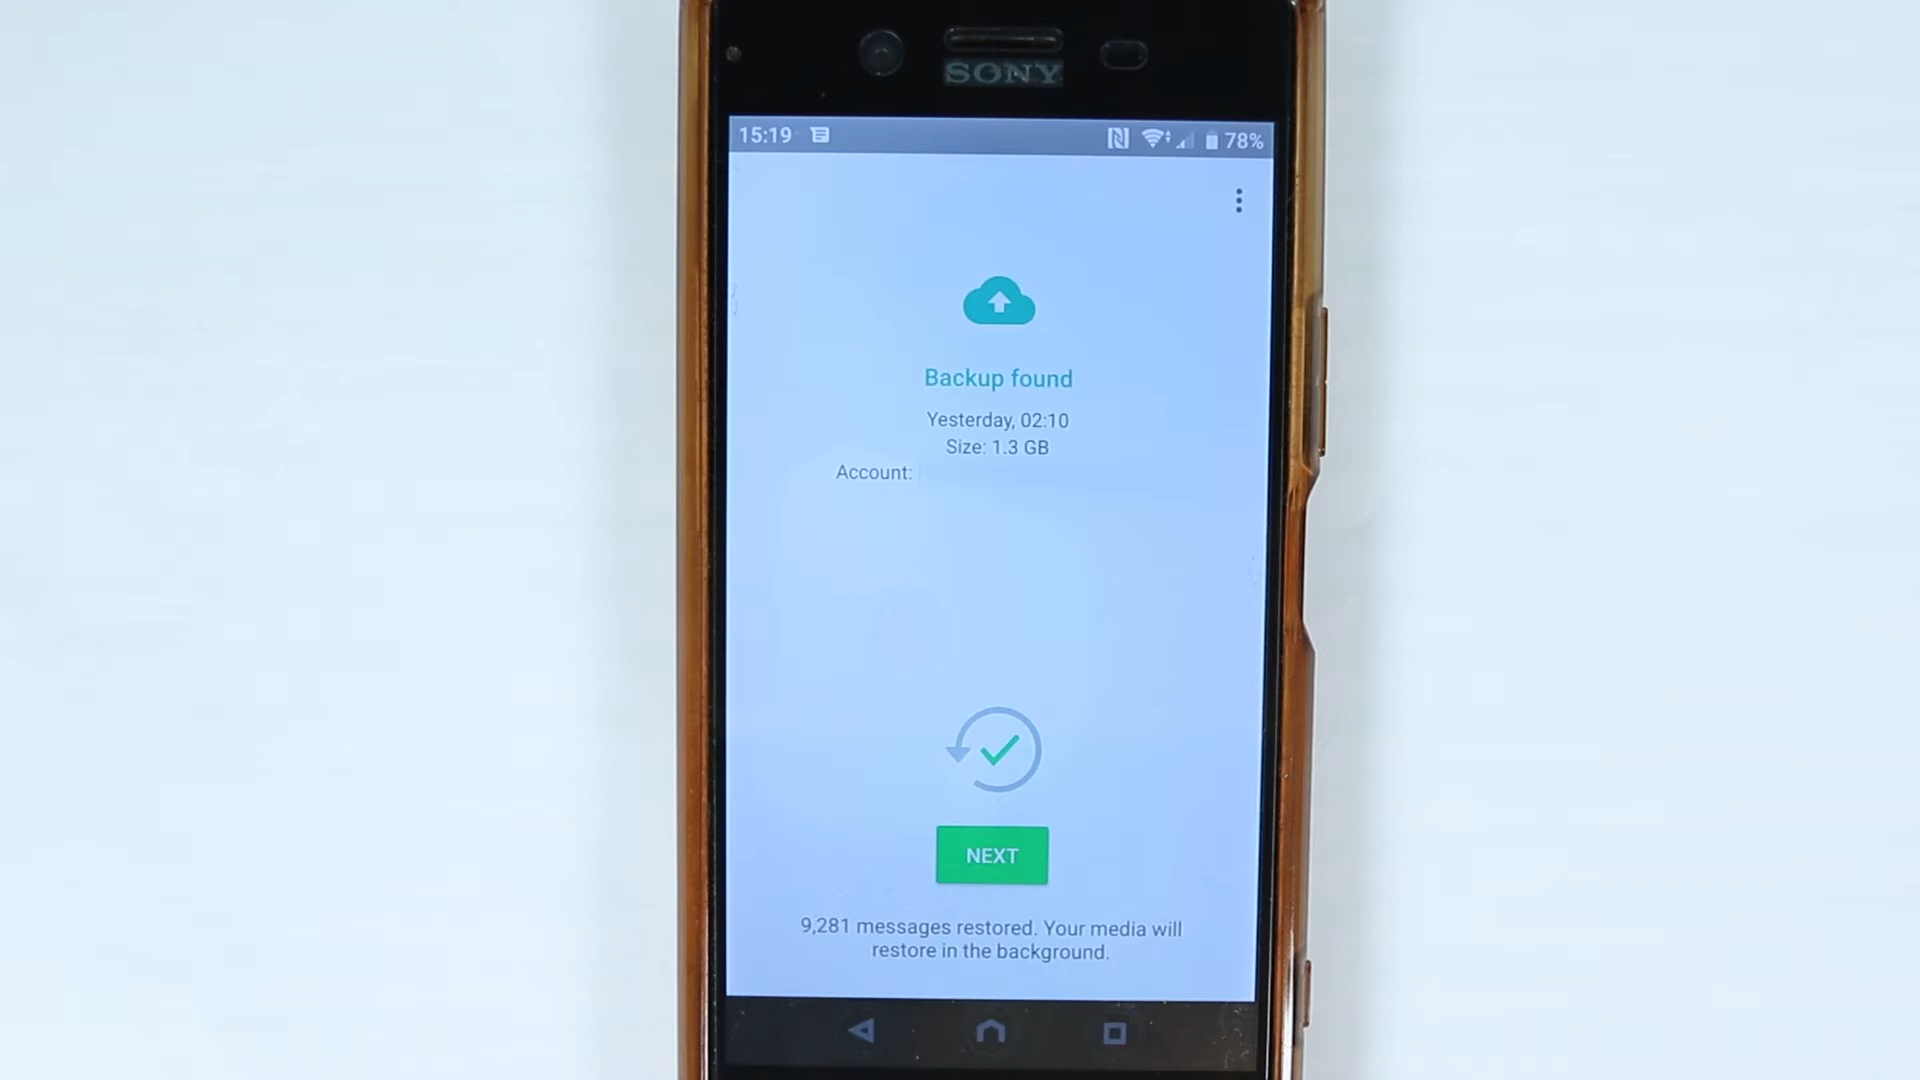 SONY
15:19
78%
Backup found
Yesterday, 02:10
Size: 1.3 GB
Account:
NEXT
9,281 messages restored. Your media will
restore in the background.